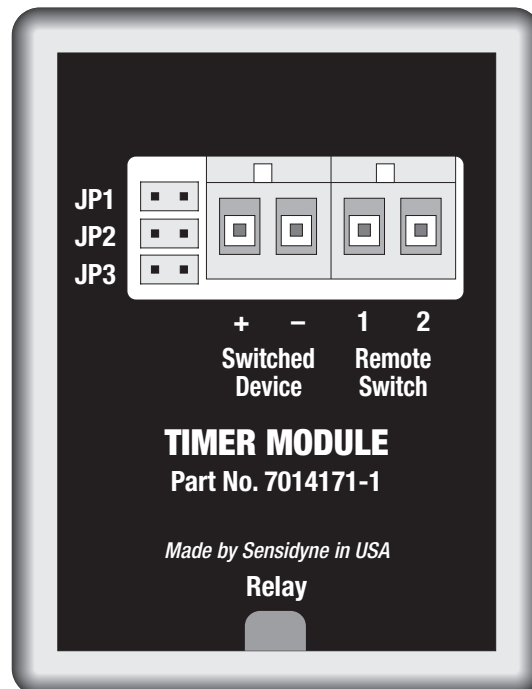 JP1
JP2
JP3
+ – 1 2
Switched Remote
Device Switch
TIMER MODULE
Part No. 7014171-1
Made by Sensidyne in USA
Relay